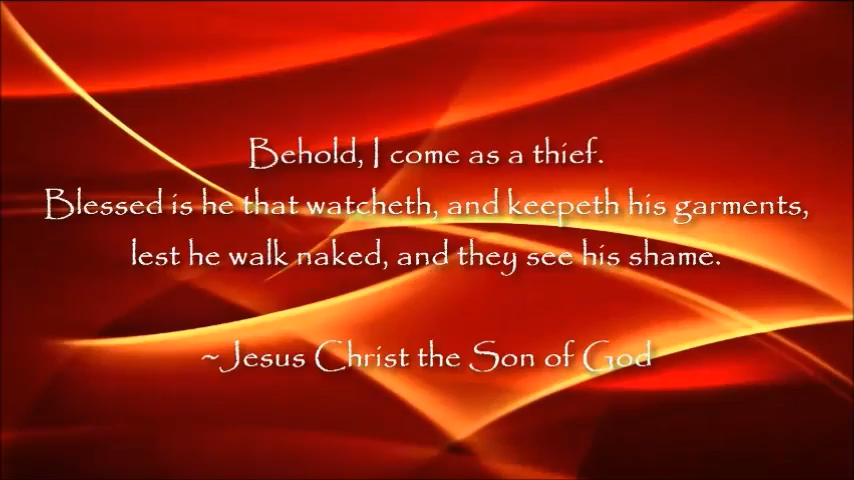 Behold, I come as a thief.
Blessed is he that watcheth, and keepeth his garments,
lest he walk naked, and they see his shame.
~Jesus Christ the Son of God